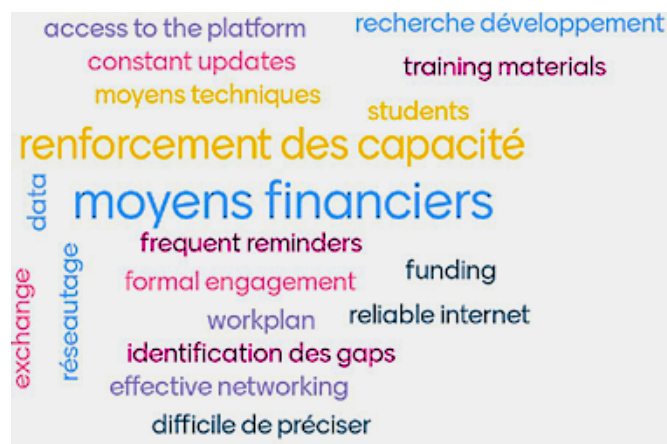 access to the platform
recherche développement
constant updates
training materials
moyens techniques
students
renforcement des capacité
data
moyens financiers
frequent reminders
exchange
réseautage
formal engagement
funding
workplan
reliable internet
identification des gaps
effective networking
difficile de préciser